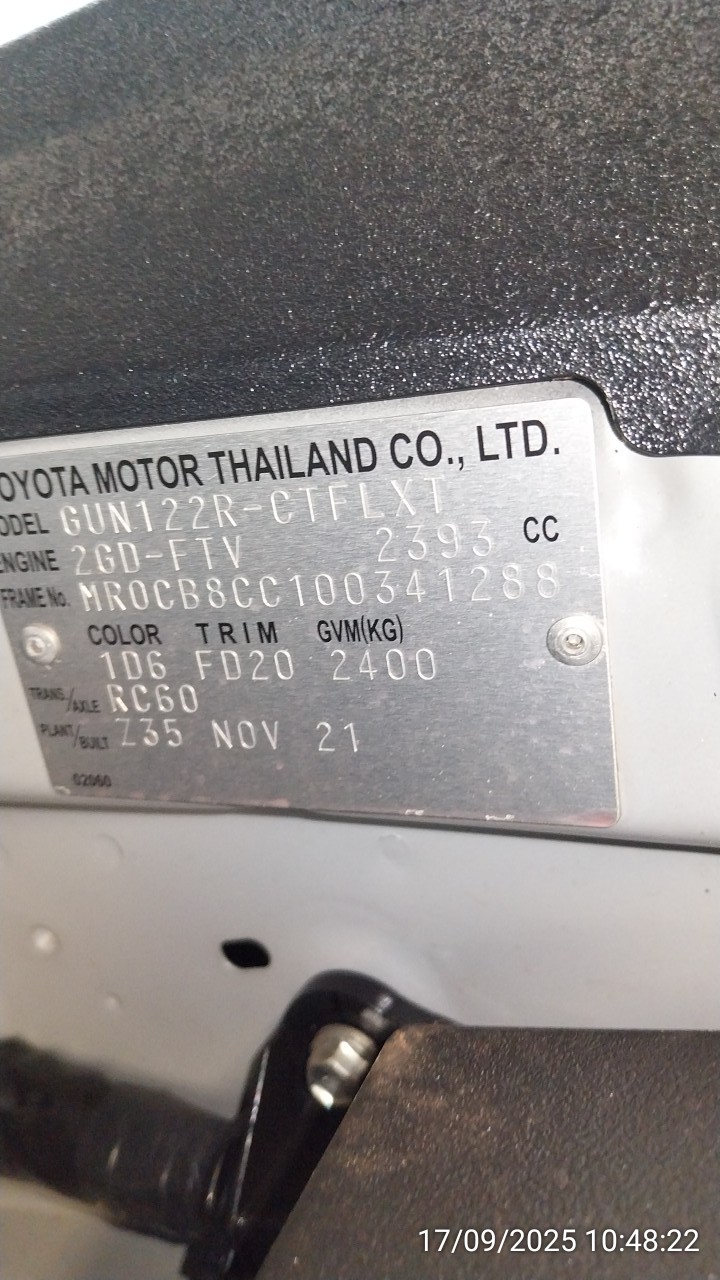 OYOTA MOTOR THAILAND CO., LTD.
ODEL GUN122R-CTFLXT
ENGINE 2GD-FTV 2393 CC
FRAME No. MR0CB8CC100341288
COLOR TRIM GVM(KG)
1D6 FD20 2400
TRANS./AXLE RC60
PLANT/BUILT Z35 NOV 21
02060
17/09/2025 10:48:22